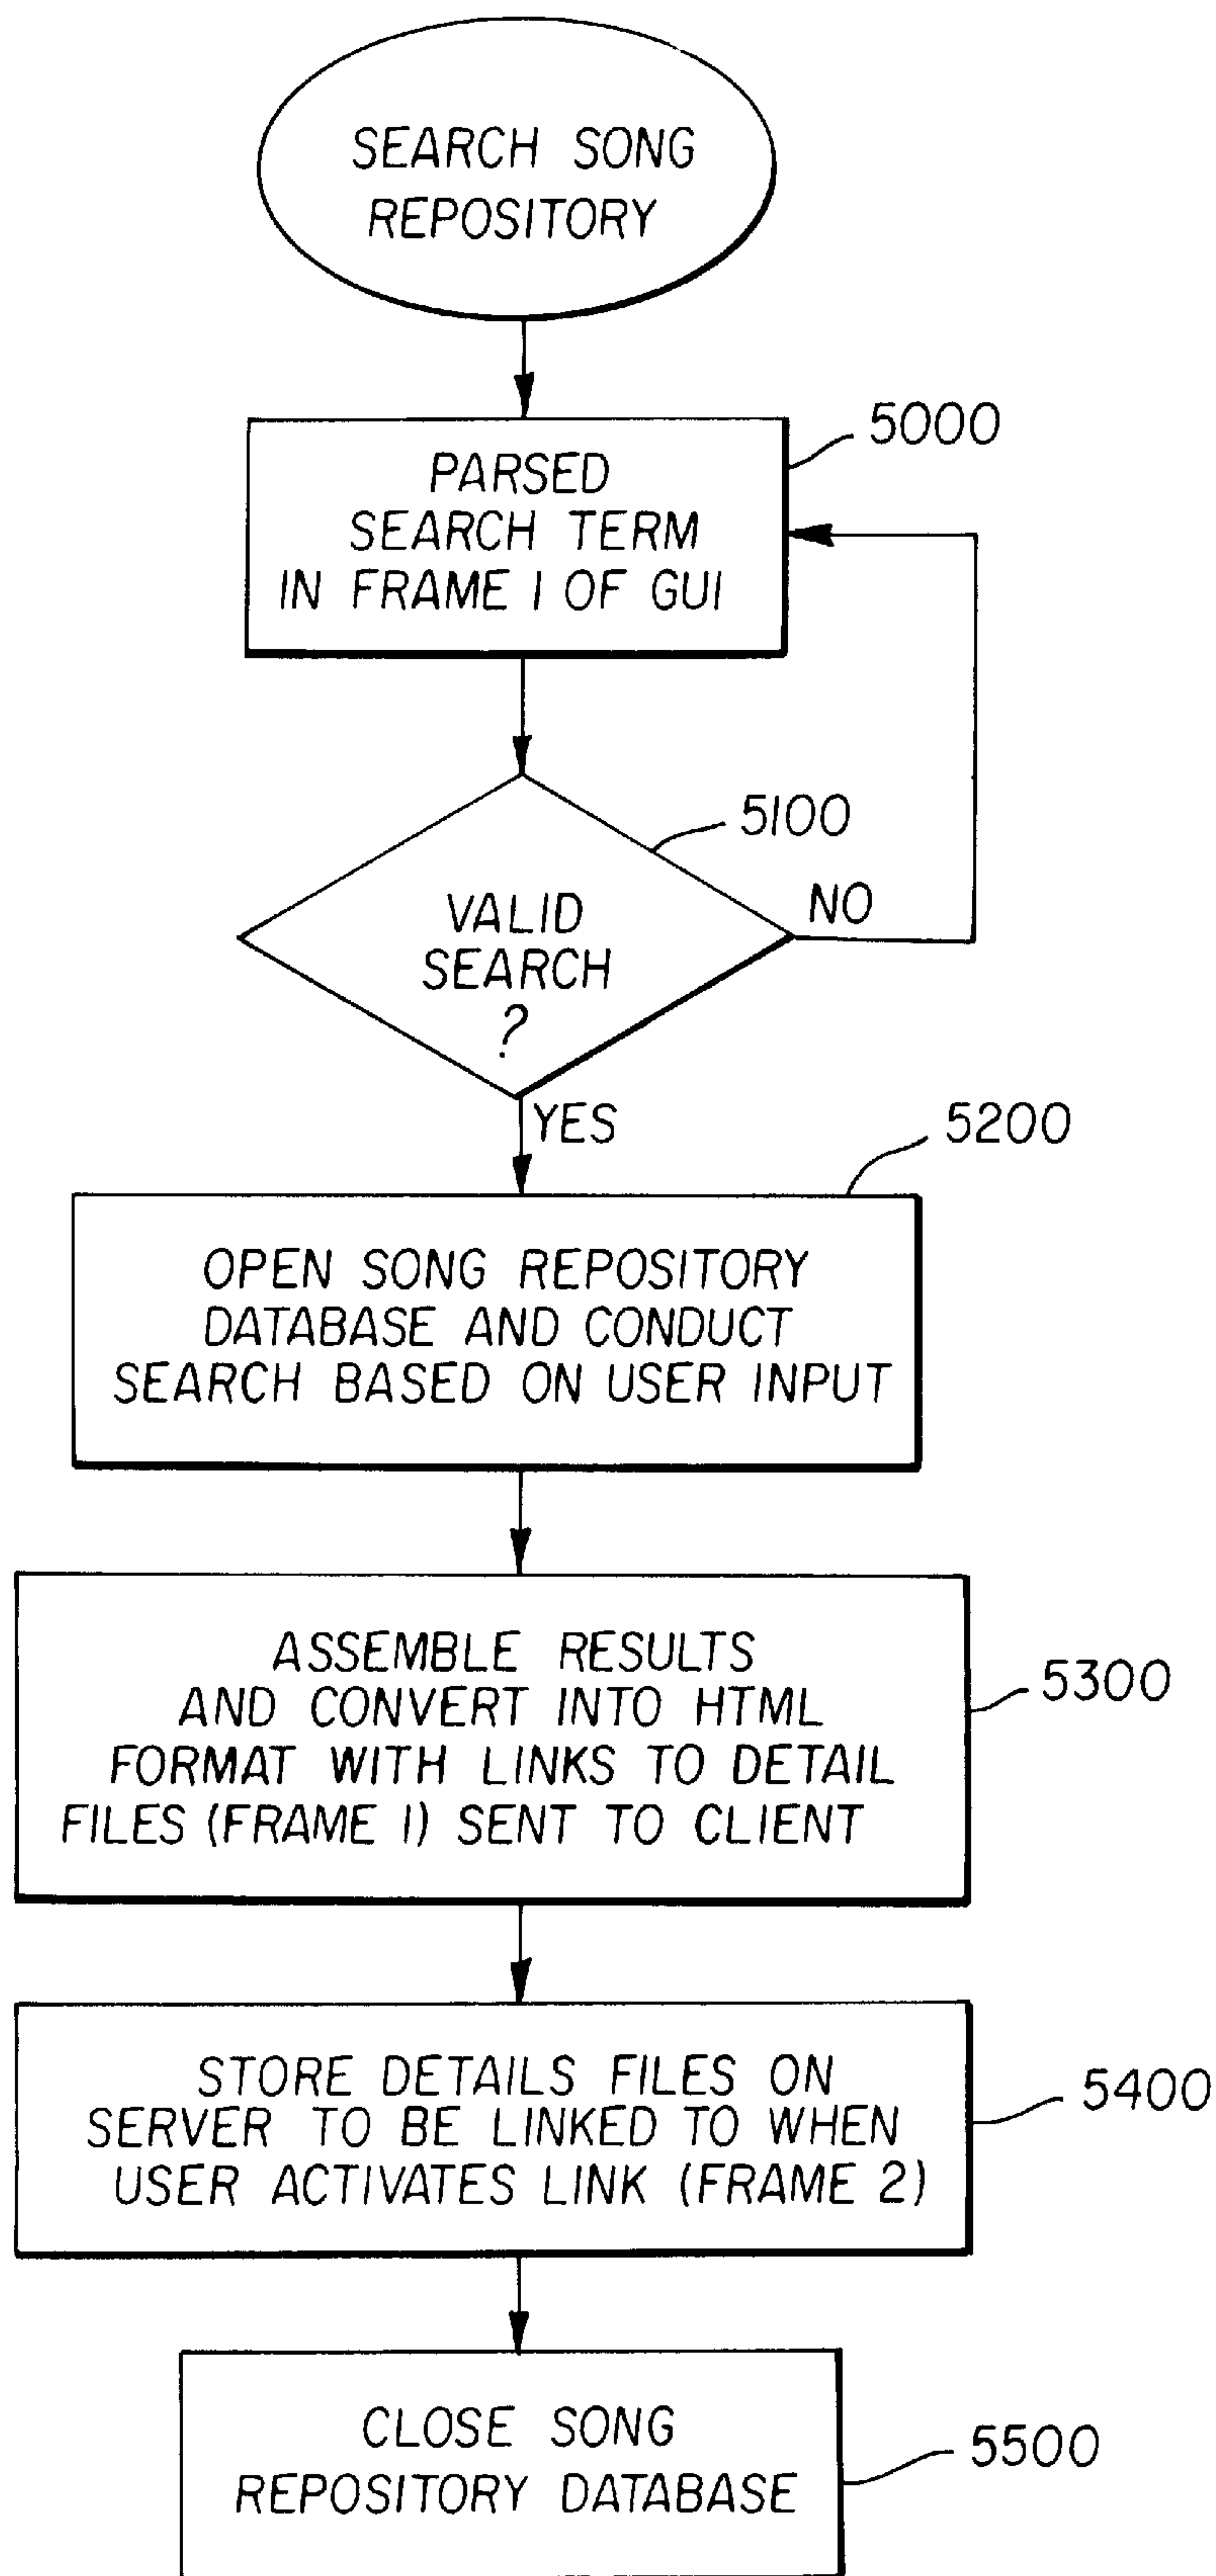 SEARCH SONG
REPOSITORY
5000
PARSED
SEARCH TERM
IN FRAME 1 OF GUI
5100
VALID
SEARCH
?
NO
YES
5200
OPEN SONG REPOSITORY
DATABASE AND CONDUCT
SEARCH BASED ON USER INPUT
5300
ASSEMBLE RESULTS
AND CONVERT INTO HTML
FORMAT WITH LINKS TO DETAIL
FILES (FRAME 1) SENT TO CLIENT
5400
STORE DETAILS FILES ON
SERVER TO BE LINKED TO WHEN
USER ACTIVATES LINK (FRAME 2)
5500
CLOSE SONG
REPOSITORY DATABASE